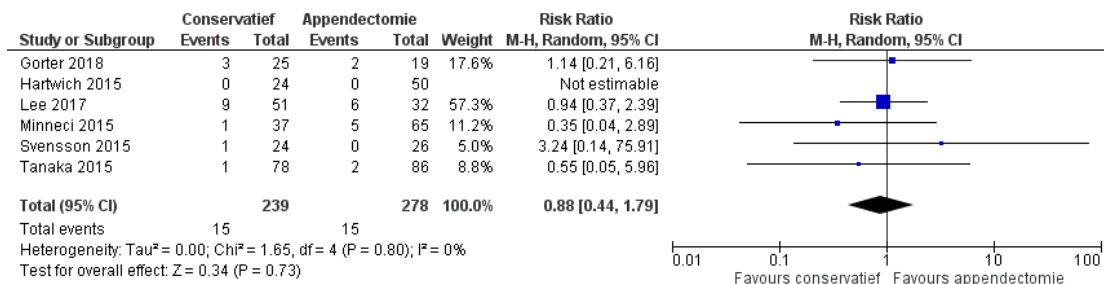 Conservatief Appendectomie Risk Ratio Risk Ratio
Study or Subgroup Events Total Events Total Weight M-H, Random, 95% CI M-H, Random, 95% CI
Gorter 2018 3 25 2 19 17.6% 1.14 [0.21, 6.16]
Hartwich 2015 0 24 0 50 Not estimable
Lee 2017 9 51 6 32 57.3% 0.94 [0.37, 2.39]
Minneci 2015 1 37 5 65 11.2% 0.35 [0.04, 2.89]
Svensson 2015 1 24 0 26 5.0% 3.24 [0.14, 75.91]
Tanaka 2015 1 78 2 86 8.8% 0.55 [0.05, 5.96]
Total (95% CI) 239 278 100.0% 0.88 [0.44, 1.79]
Total events 15 15
Heterogeneity: Tau² = 0.00; Chi² = 1.65, df = 4 (P = 0.80); I² = 0%
Test for overall effect: Z = 0.34 (P = 0.73)
0.01 0.1 1 10 100
Favours conservatief Favours appendectomie